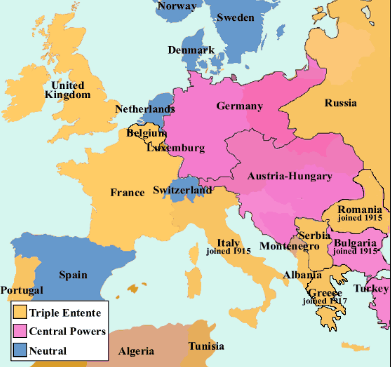 Norway
Sweden
Denmark
United
Kingdom
Netherlands
Germany
Russia
Belgium
Luxemburg
Austria-Hungary
France
Switzerland
Romania
joined 1915
Serbia
Italy
joined 1915
Montenegro
Bulgaria
joined 1915
Spain
Albania
Portugal
Greece
joined 1917
Turkey
Triple Entente
Central Powers
Neutral
Algeria
Tunisia